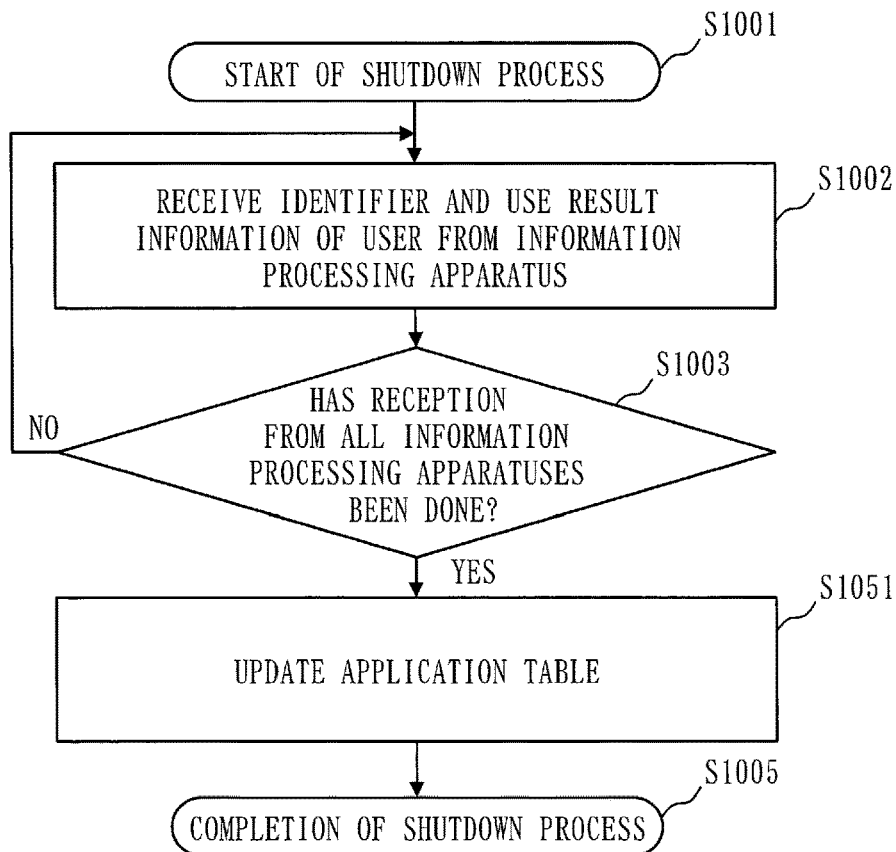 S1001
START OF SHUTDOWN PROCESS
S1002
RECEIVE IDENTIFIER AND USE RESULT
INFORMATION OF USER FROM INFORMATION
PROCESSING APPARATUS
S1003
HAS RECEPTION
FROM ALL INFORMATION
PROCESSING APPARATUSES
BEEN DONE?
NO
YES
S1051
UPDATE APPLICATION TABLE
S1005
COMPLETION OF SHUTDOWN PROCESS